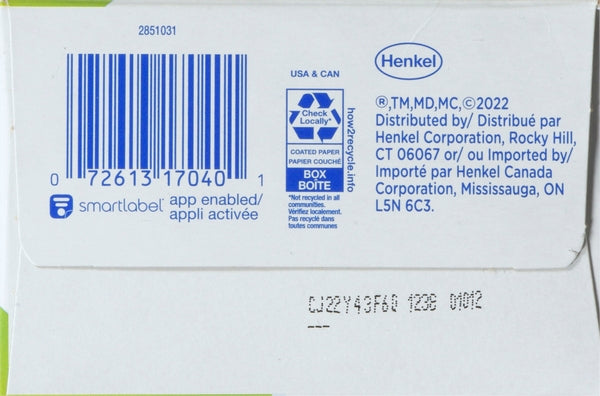 2851031
0 72613 17040 1
smartlabel app enabled/
appli activée
USA & CAN
Check
Locally*
COATED PAPER
PAPIER COUCHÉ
BOX
BOÎTE
*Not recycled in all
communities.
Vérifiez localement.
Pas recyclé dans
toutes communes
how2recycle.info
Henkel
®,TM,MD,MC,©2022
Distributed by/ Distribué par
Henkel Corporation, Rocky Hill,
CT 06067 or/ ou Imported by/
Importé par Henkel Canada
Corporation, Mississauga, ON
L5N 6C3.
01012